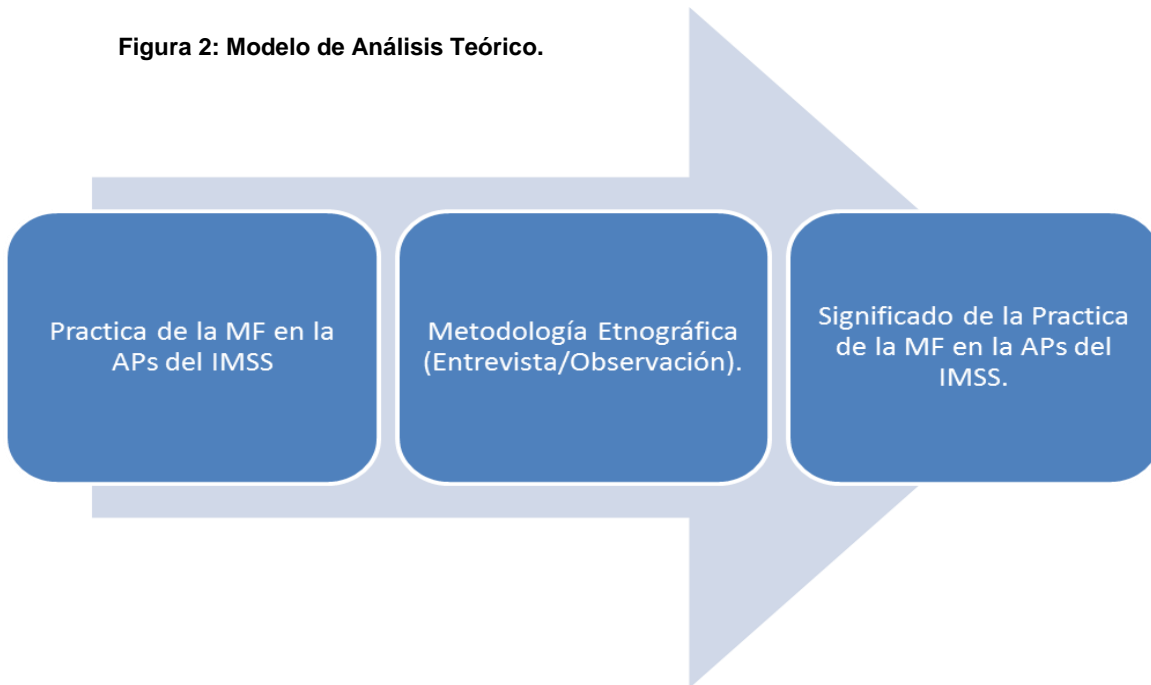 Figura 2: Modelo de Análisis Teórico.
Practica de la MF en la
APs del IMSS
Metodología Etnográfica
(Entrevista/Observación).
Significado de la Practica
de la MF en la APs del
IMSS.